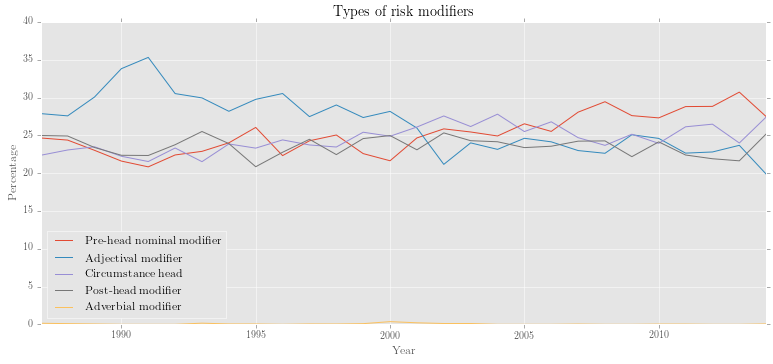 Types of risk modifiers
40
35
30
25
20
15
10
5
0
Percentage
Pre-head nominal modifier
Adjectival modifier
Circumstance head
Post-head modifier
Adverbial modifier
1990
1995
2000
2005
2010
Year